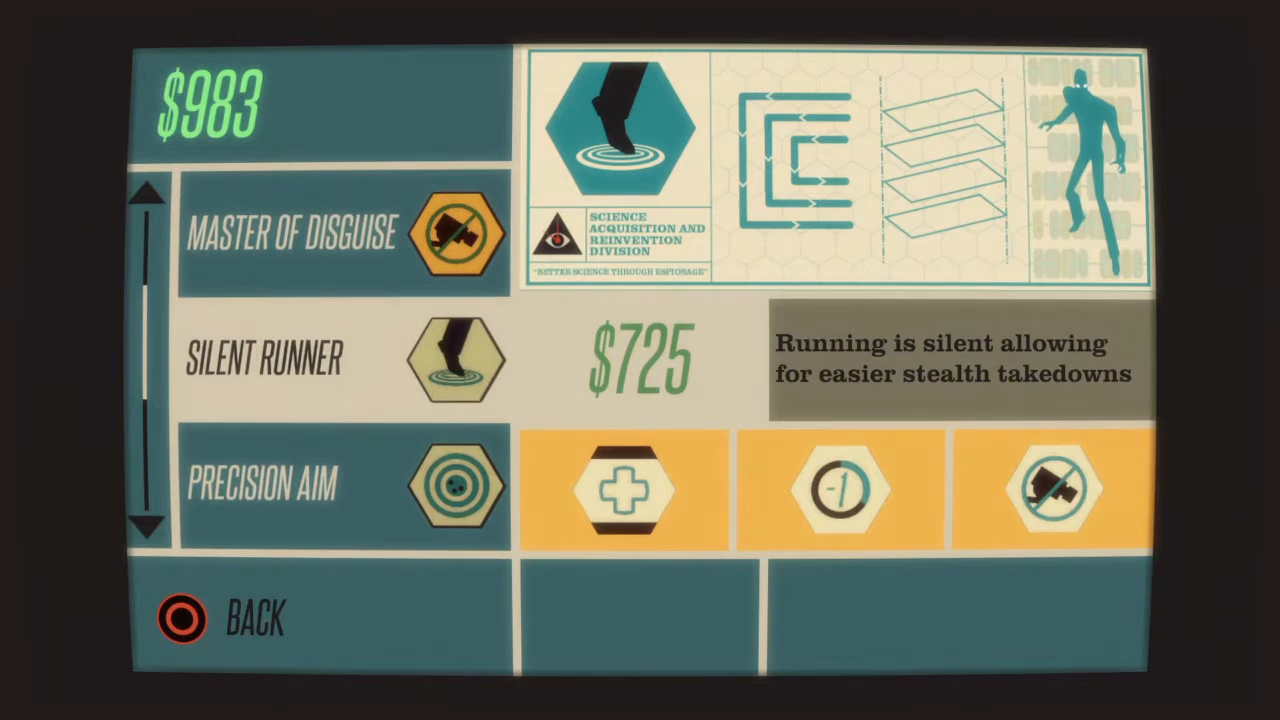 $983
MASTER OF DISGUISE
SILENT RUNNER
PRECISION AIM
SCIENCE
ACQUISITION AND
REINVENTION
DIVISION
"BETTER SCIENCE THROUGH ESPIONAGE"
$725
Running is silent allowing
for easier stealth takedowns
-1
BACK